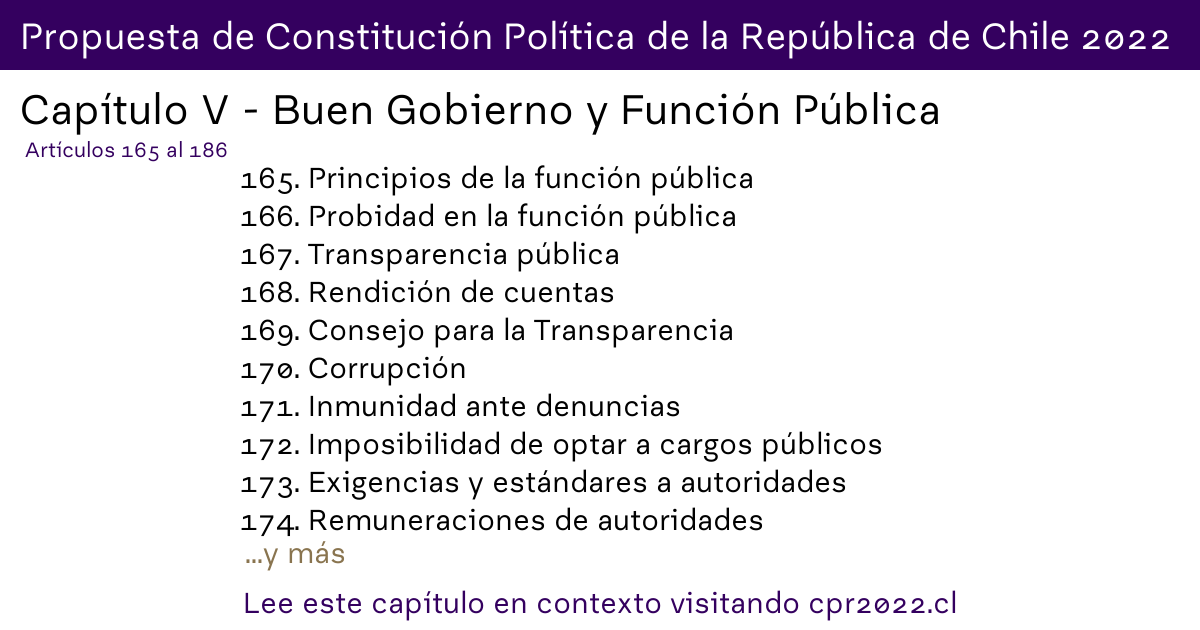 Propuesta de Constitución Política de la República de Chile 2022
Capítulo V - Buen Gobierno y Función Pública
Artículos 165 al 186
165. Principios de la función pública
166. Probidad en la función pública
167. Transparencia pública
168. Rendición de cuentas
169. Consejo para la Transparencia
170. Corrupción
171. Inmunidad ante denuncias
172. Imposibilidad de optar a cargos públicos
173. Exigencias y estándares a autoridades
174. Remuneraciones de autoridades
...y más
Lee este capítulo en contexto visitando cpr2022.cl